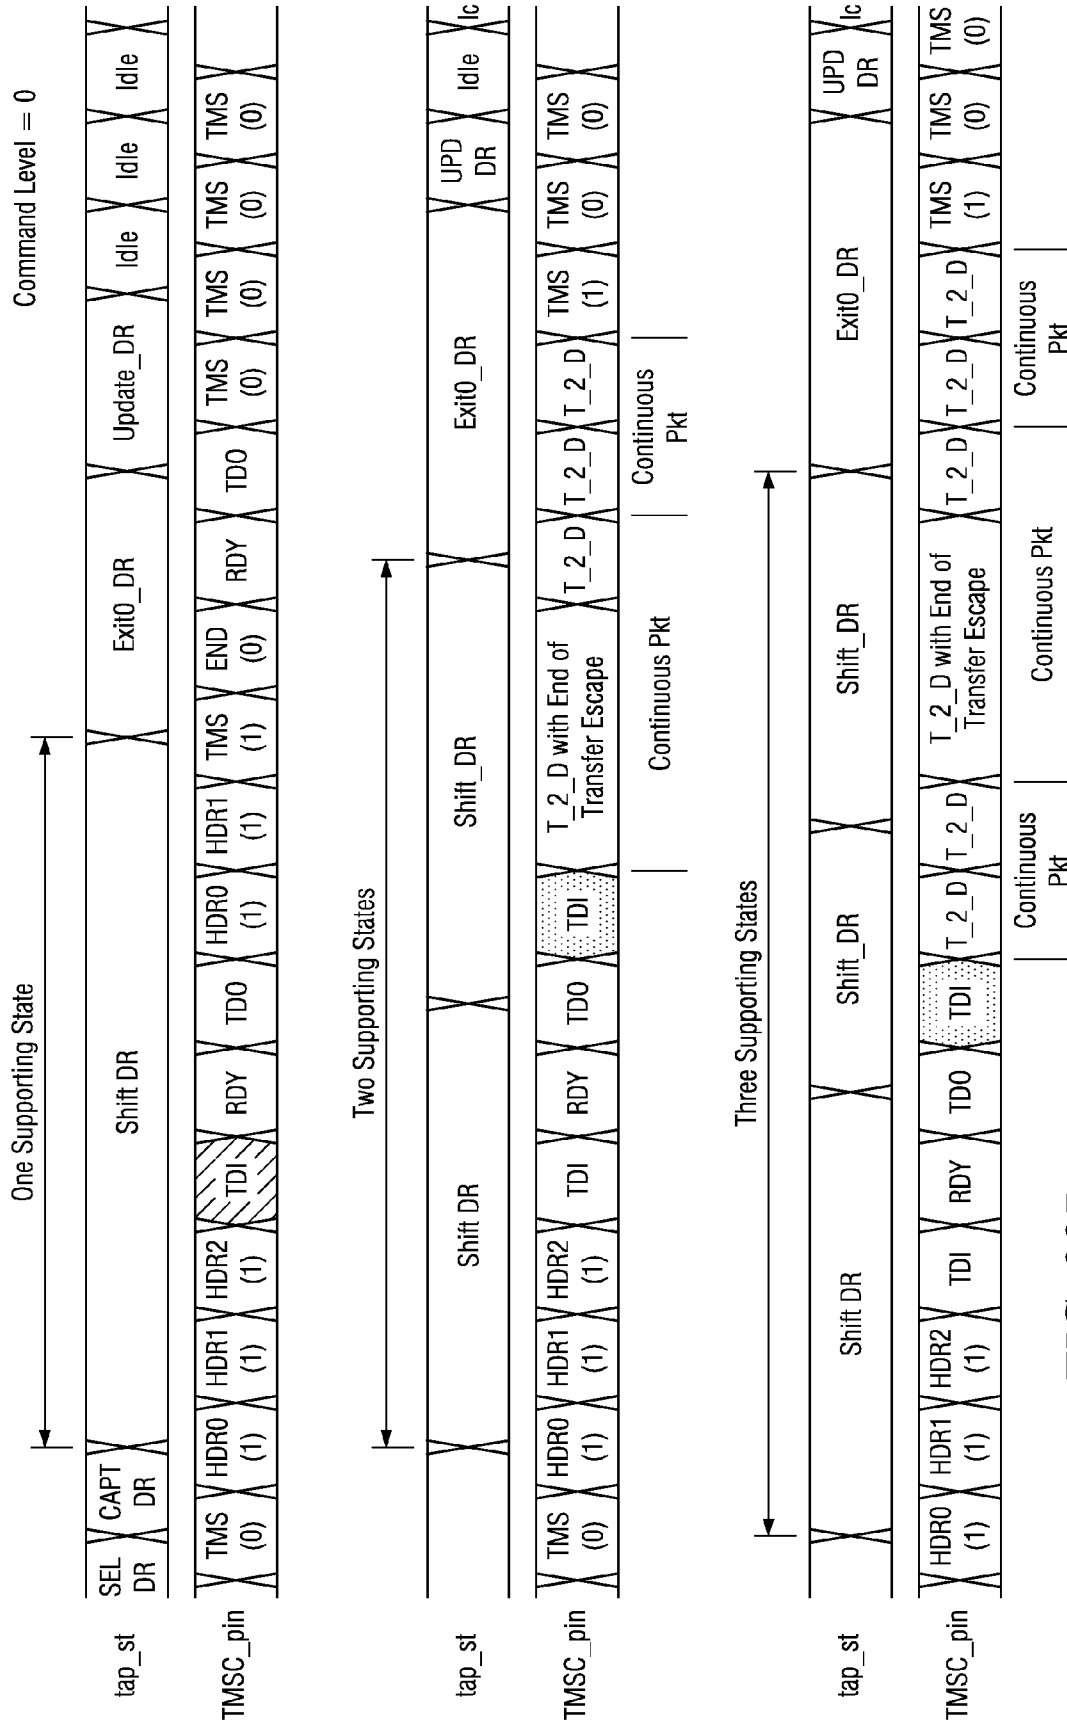 One Supporting State Command Level = 0
tap_st
SEL
DR
CAPT
DR
Shift DR
Exit0_DR
Update_DR
Idle
Idle
Idle
TMSC_pin
TMS
(0)
HDR0
(1)
HDR1
(1)
HDR2
(1)
TDI
RDY
TDO
HDR0
(1)
HDR1
(1)
TMS
(1)
END
(0)
RDY
TDO
TMS
(0)
TMS
(0)
TMS
(0)
TMS
(0)
Two Supporting States
tap_st
Shift DR
Shift_DR
Exit0_DR
UPD
DR
Idle
TMSC_pin
TMS
(0)
HDR0
(1)
HDR1
(1)
HDR2
(1)
TDI
RDY
TDO
TDI
T_2_D with End of
Transfer Escape
T_2_D
T_2_D
T_2_D
TMS
(1)
TMS
(0)
TMS
(0)
Continuous Pkt
Continuous
Pkt
Three Supporting States
tap_st
Shift DR
Shift_DR
Shift_DR
Exit0_DR
UPD
DR
TMSC_pin
HDR0
(1)
HDR1
(1)
HDR2
(1)
TDI
RDY
TDO
TDI
T_2_D
T_2_D
T_2_D with End of
Transfer Escape
T_2_D
T_2_D
T_2_D
TMS
(1)
TMS
(0)
TMS
(0)
Continuous
Pkt
Continuous Pkt
Continuous
Pkt